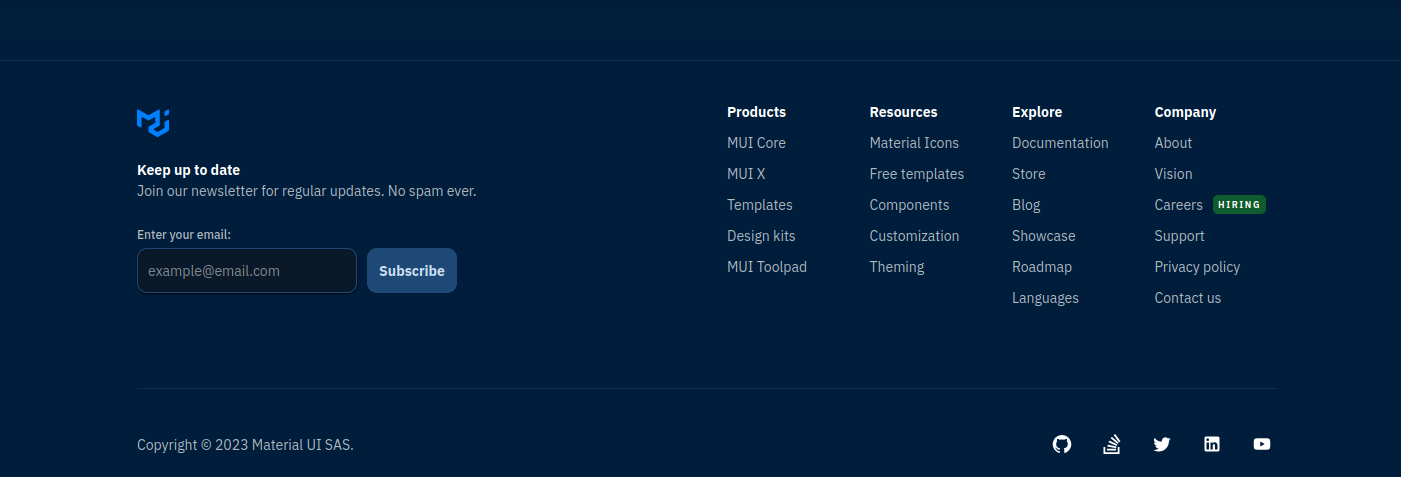 Keep up to date
Join our newsletter for regular updates. No spam ever.
Enter your email:
example@email.com
Subscribe
Products
MUI Core
MUI X
Templates
Design kits
MUI Toolpad
Resources
Material Icons
Free templates
Components
Customization
Theming
Explore
Documentation
Store
Blog
Showcase
Roadmap
Languages
Company
About
Vision
Careers HIRING
Support
Privacy policy
Contact us
Copyright © 2023 Material UI SAS.